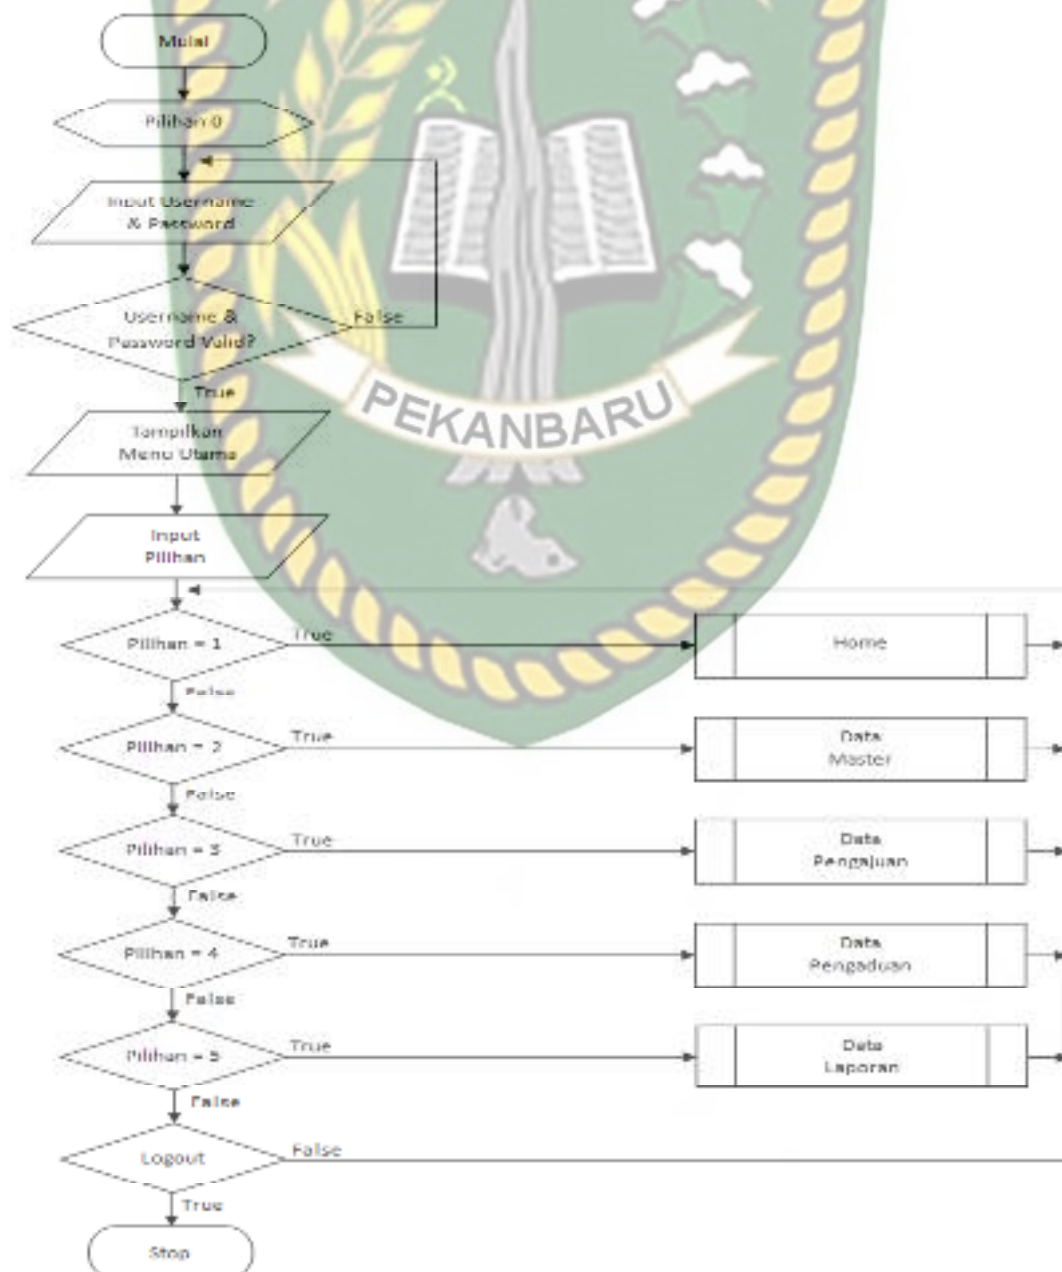 Mulai
Pilihan 0
Input Username
& Password
Username &
Password Valid?
False
True
PEKANBARU
Tampilkan
Menu Utama
Input
Pilihan
Pilihan = 1
True
Home
False
Pilihan = 2
True
Data
Master
False
Pilihan = 3
True
Data
Pengajuan
False
Pilihan = 4
True
Data
Pengaduan
False
Pilihan = 5
True
Data
Laporan
False
Logout
False
True
Stop